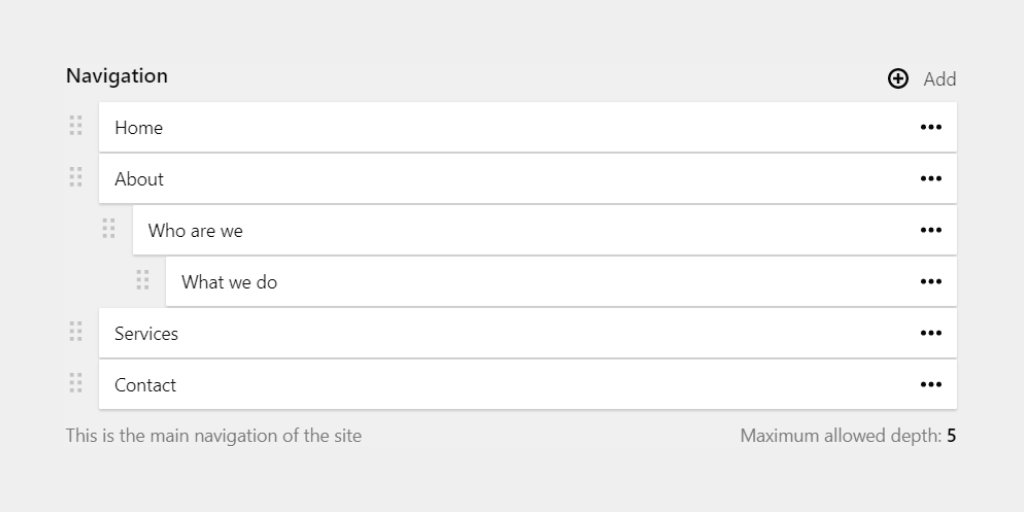 Navigation
Add
Home
About
Who are we
What we do
Services
Contact
This is the main navigation of the site
Maximum allowed depth: 5